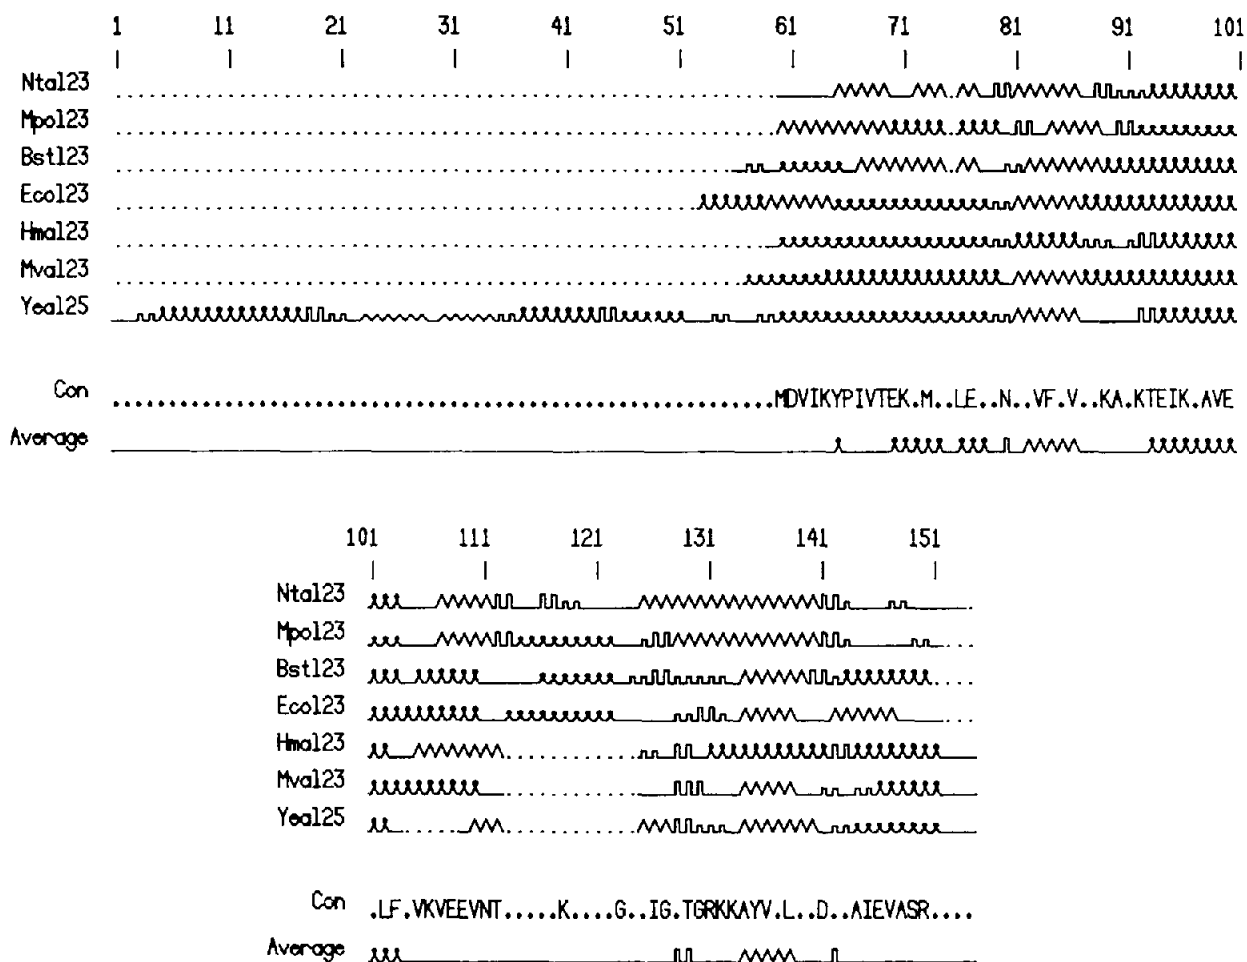 1 11 21 31 41 51 61 71 81 91 101
Ntal23
Mpol23
Bstl23
Ecol23
Hmal23
Mval23
Yeal25
Con ...........................................................MDVIKYPIVTEK.M..LE..N..VF.V..KA.KTEIK.AVE
Average
101 111 121 131 141 151
Ntal23
Mpol23
Bstl23
Ecol23
Hmal23
Mval23
Yeal25
Con .LF.VKVEEVNT.....K....G..IG.TGRKKAYV.L..D..AIEVASR....
Average